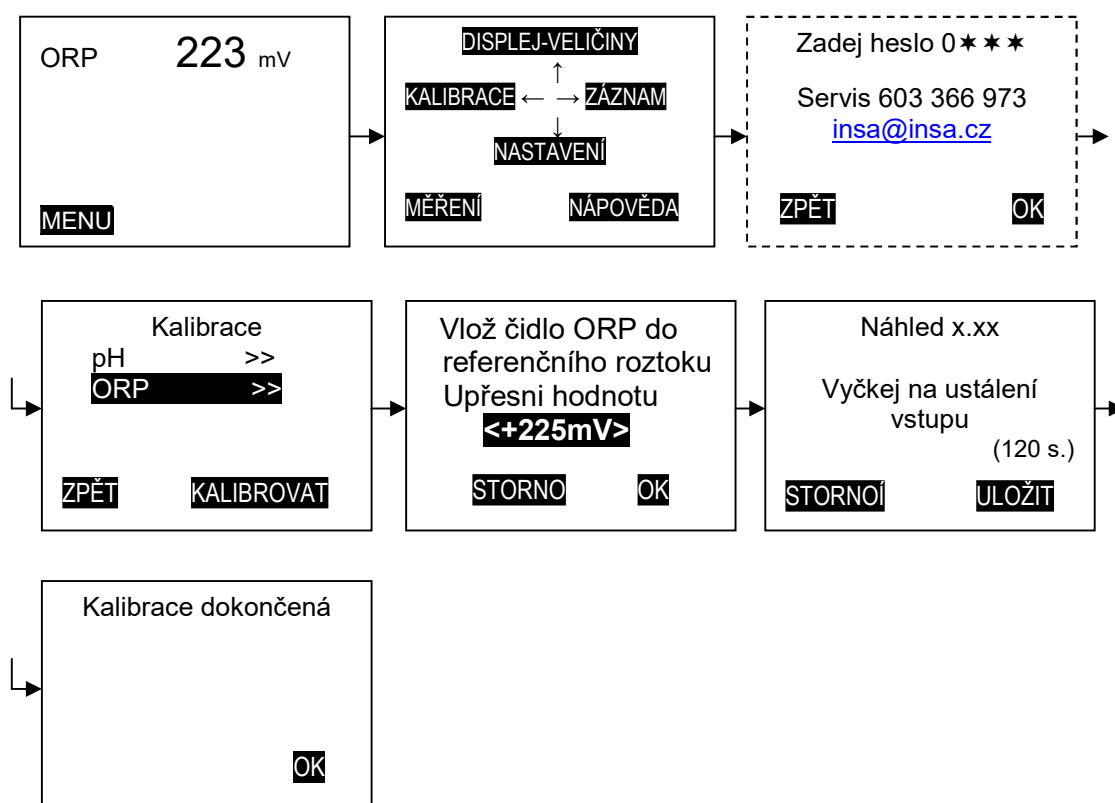 ORP 223 mV
MENU
DISPLEJ-VELIČINY
↑
KALIBRACE ← → ZÁZNAM
↓
NASTAVENÍ
MĚŘENÍ NÁPOVĚDA
Zadej heslo 0✶✶✶
Servis 603 366 973
insa@insa.cz
ZPĚT OK
Kalibrace
pH >>
ORP >>
ZPĚT KALIBROVAT
Vlož čidlo ORP do
referenčního roztoku
Upřesni hodnotu
<+225mV>
STORNO OK
Náhled x.xx
Vyčkej na ustálení
vstupu
(120 s.)
STORNOÍ ULOŽIT
Kalibrace dokončená
OK